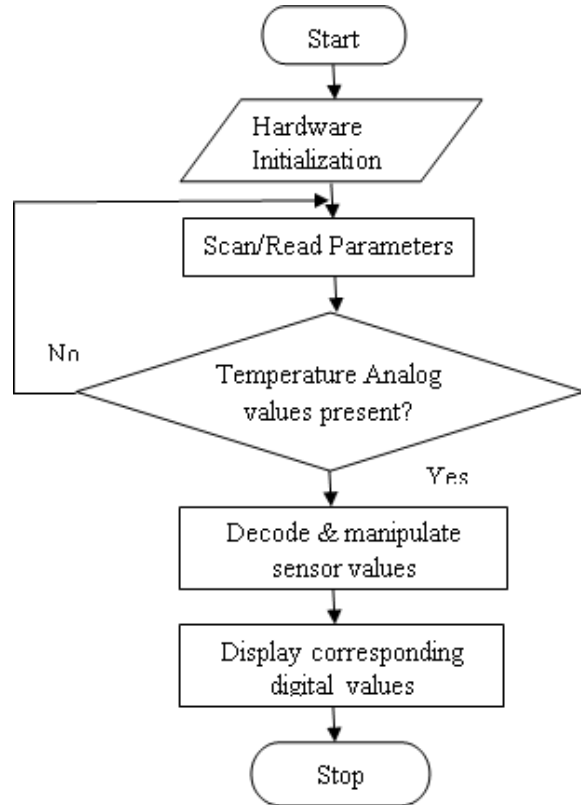 Start
Hardware
Initialization
Scan/Read Parameters
No
Temperature Analog
values present?
Yes
Decode & manipulate
sensor values
Display corresponding
digital values
Stop